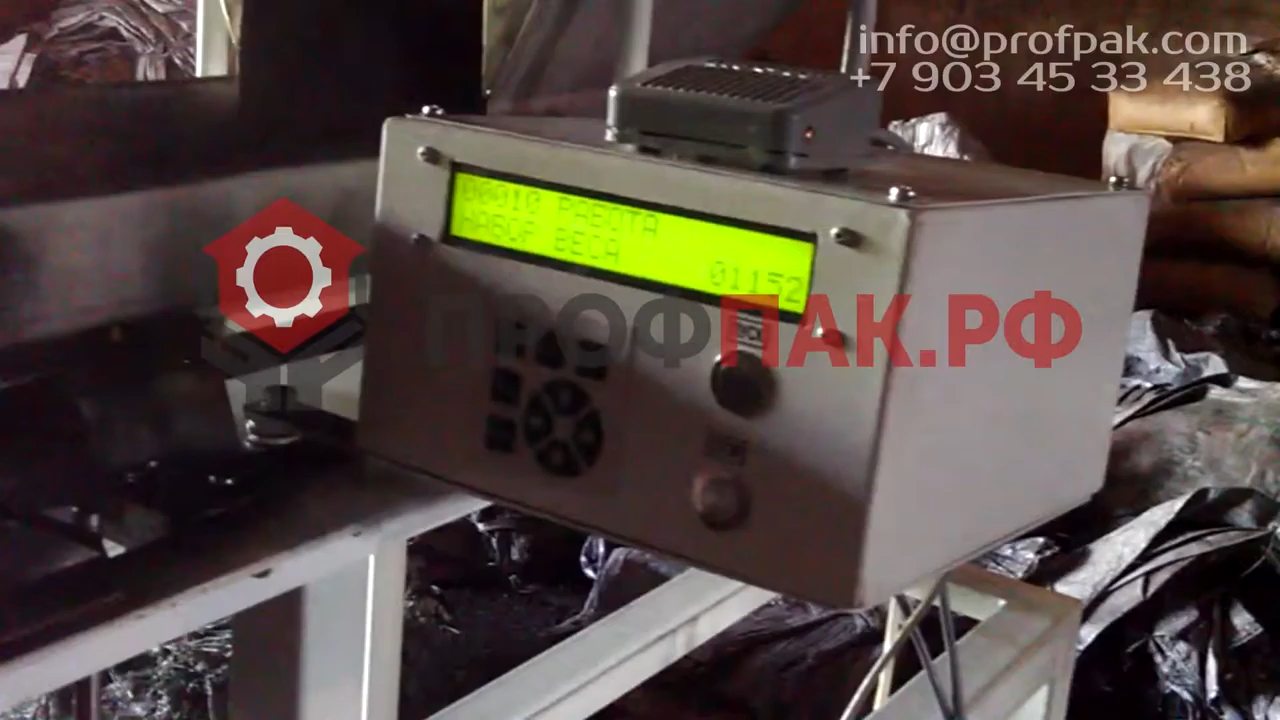 info@profpak.com
+7 903 45 33 438
00010 РАБОТА
НАБОР ВЕСА 01152
ПРОФПАК.РФ